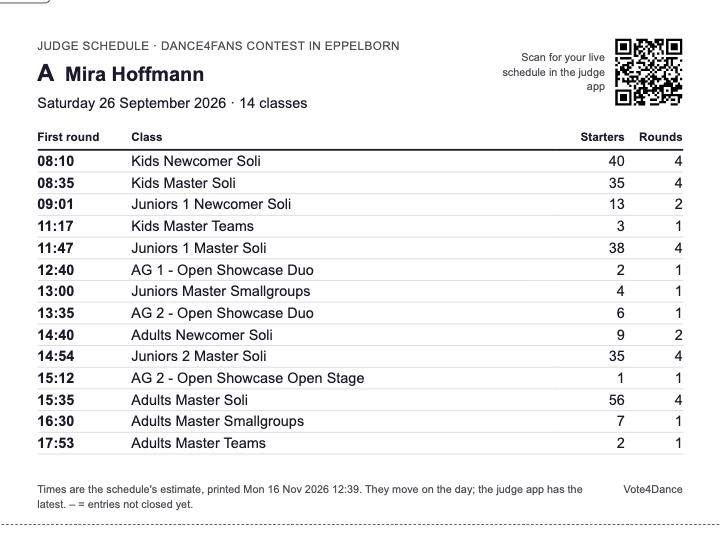 JUDGE SCHEDULE · DANCE4FANS CONTEST IN EPPELBORN
A Mira Hoffmann
Saturday 26 September 2026 · 14 classes
Scan for your live
schedule in the judge
app
First round Class Starters Rounds
08:10 Kids Newcomer Soli 40 4
08:35 Kids Master Soli 35 4
09:01 Juniors 1 Newcomer Soli 13 2
11:17 Kids Master Teams 3 1
11:47 Juniors 1 Master Soli 38 4
12:40 AG 1 - Open Showcase Duo 2 1
13:00 Juniors Master Smallgroups 4 1
13:35 AG 2 - Open Showcase Duo 6 1
14:40 Adults Newcomer Soli 9 2
14:54 Juniors 2 Master Soli 35 4
15:12 AG 2 - Open Showcase Open Stage 1 1
15:35 Adults Master Soli 56 4
16:30 Adults Master Smallgroups 7 1
17:53 Adults Master Teams 2 1
Times are the schedule's estimate, printed Mon 16 Nov 2026 12:39. They move on the day; the judge app has the
latest. – = entries not closed yet.
Vote4Dance